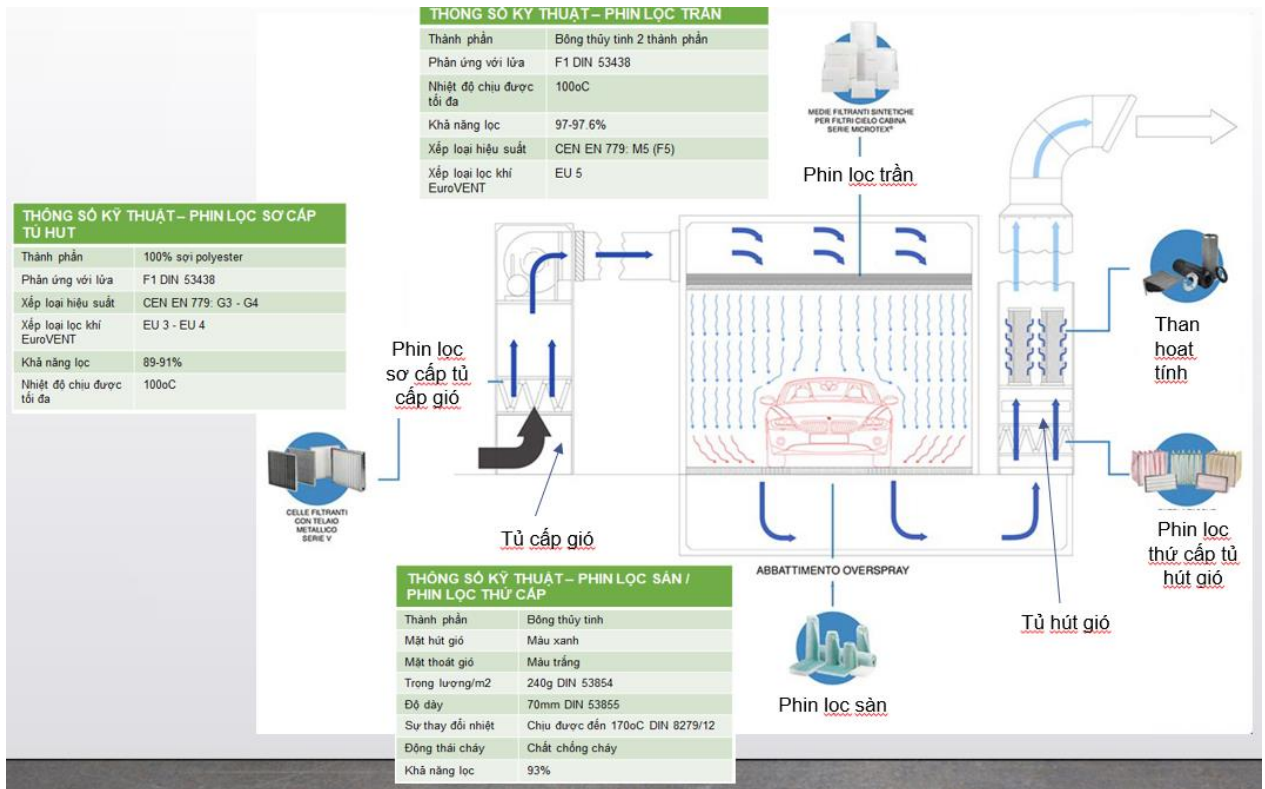 THÔNG SỐ KỸ THUẬT – PHIN LỌC TRẦN
Thành phần Bông thủy tinh 2 thành phần
Phản ứng với lửa F1 DIN 53438
Nhiệt độ chịu được
tối đa 100oC
Khả năng lọc 97-97.6%
Xếp loại hiệu suất CEN EN 779: M5 (F5)
Xếp loại lọc khí
EuroVENT EU 5
MEDIE FILTRANTI SINTETICHE
PER FILTRI CIELO CABINA
SERIE MICROTEX®
Phin lọc trần
THÔNG SỐ KỸ THUẬT – PHIN LỌC SƠ CẤP
TỦ HUT
Thành phần 100% sợi polyester
Phản ứng với lửa F1 DIN 53438
Xếp loại hiệu suất CEN EN 779: G3 - G4
Xếp loại lọc khí
EuroVENT EU 3 - EU 4
Khả năng lọc 89-91%
Nhiệt độ chịu được
tối đa 100oC
Phin lọc
sơ cấp tủ
cấp gió
CELLE FILTRANTI
CON TELAIO
METALLICO
SERIE V
Tủ cấp gió
Than
hoạt
tính
Phin lọc
thứ cấp tủ
hút gió
Tủ hút gió
ABBATTIMENTO OVERSPRAY
Phin lọc sàn
THÔNG SỐ KỸ THUẬT – PHIN LỌC SÀN /
PHIN LỌC THỨ CẤP
Thành phần Bông thủy tinh
Mặt hút gió Màu xanh
Mặt thoát gió Màu trắng
Trọng lượng/m2 240g DIN 53854
Độ dày 70mm DIN 53855
Sự thay đổi nhiệt Chịu được đến 170oC DIN 8279/12
Động thái cháy Chất chống cháy
Khả năng lọc 93%